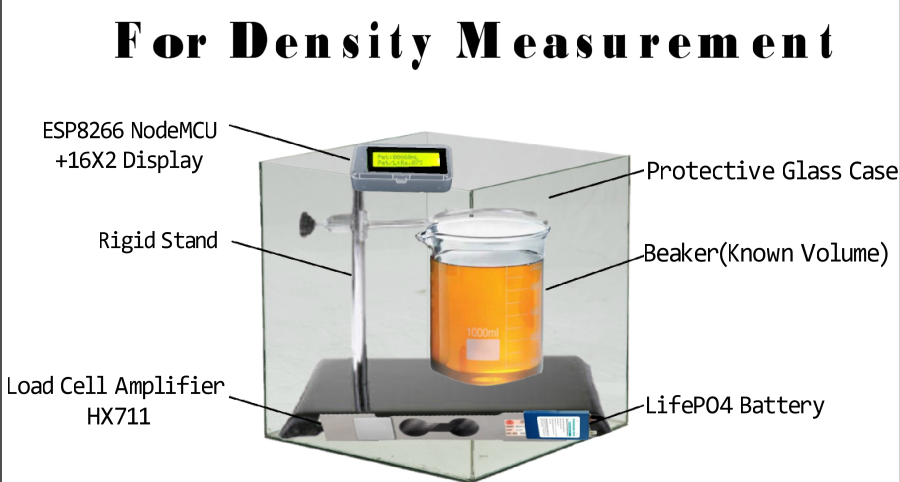 For Density Measurement
ESP8266 NodeMCU
+16X2 Display
Protective Glass Case
Rigid Stand
Beaker(Known Volume)
1000ml
Load Cell Amplifier
HX711
LifePO4 Battery